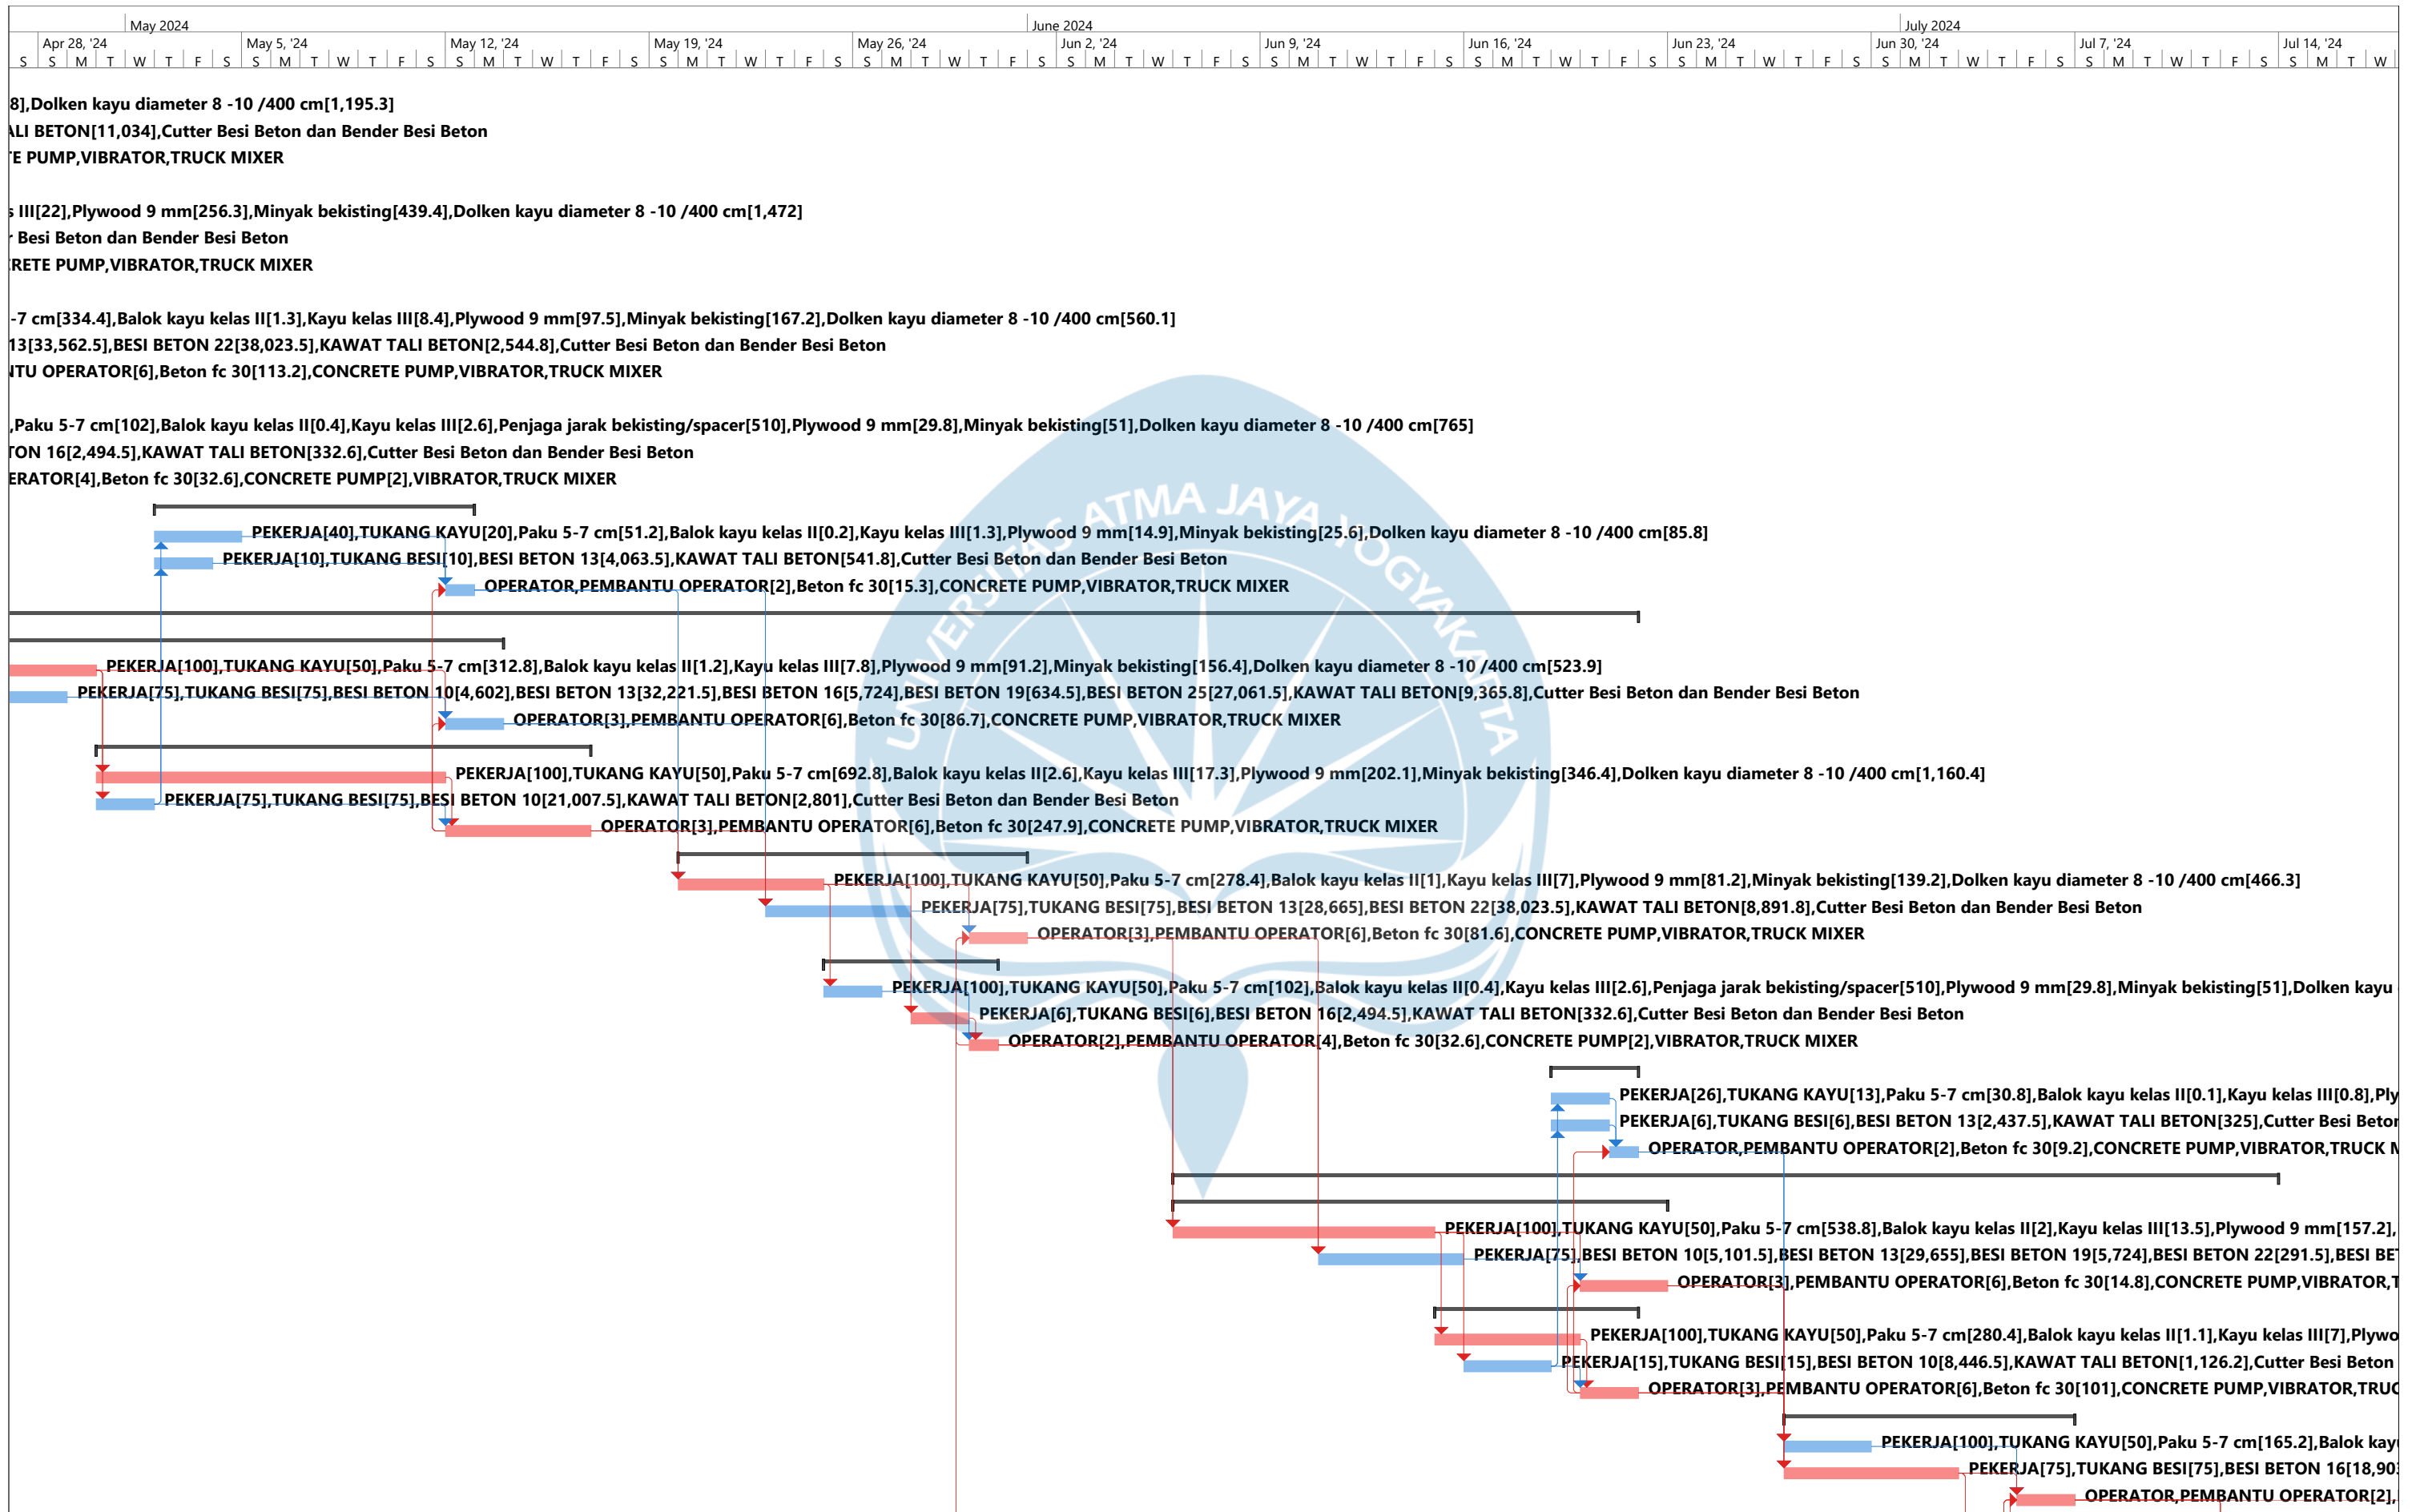 May 2024 June 2024 July 2024
Apr 28, '24 May 5, '24 May 12, '24 May 19, '24 May 26, '24 Jun 2, '24 Jun 9, '24 Jun 16, '24 Jun 23, '24 Jun 30, '24 Jul 7, '24 Jul 14, '24
S S M T W T F S S M T W T F S S M T W T F S S M T W T F S S M T W T F S S M T W T F S S M T W T F S S M T W T F S S M T W T F S S M T W T F S S M T W T F S S M T W
8],Dolken kayu diameter 8 -10 /400 cm[1,195.3]
ALI BETON[11,034],Cutter Besi Beton dan Bender Besi Beton
TE PUMP,VIBRATOR,TRUCK MIXER
s III[22],Plywood 9 mm[256.3],Minyak bekisting[439.4],Dolken kayu diameter 8 -10 /400 cm[1,472]
r Besi Beton dan Bender Besi Beton
CRETE PUMP,VIBRATOR,TRUCK MIXER
-7 cm[334.4],Balok kayu kelas II[1.3],Kayu kelas III[8.4],Plywood 9 mm[97.5],Minyak bekisting[167.2],Dolken kayu diameter 8 -10 /400 cm[560.1]
13[33,562.5],BESI BETON 22[38,023.5],KAWAT TALI BETON[2,544.8],Cutter Besi Beton dan Bender Besi Beton
NTU OPERATOR[6],Beton fc 30[113.2],CONCRETE PUMP,VIBRATOR,TRUCK MIXER
,Paku 5-7 cm[102],Balok kayu kelas II[0.4],Kayu kelas III[2.6],Penjaga jarak bekisting/spacer[510],Plywood 9 mm[29.8],Minyak bekisting[51],Dolken kayu diameter 8 -10 /400 cm[765]
TON 16[2,494.5],KAWAT TALI BETON[332.6],Cutter Besi Beton dan Bender Besi Beton
ERATOR[4],Beton fc 30[32.6],CONCRETE PUMP[2],VIBRATOR,TRUCK MIXER
UNIVERSITAS ATMA JAYA YOGYAKARTA
PEKERJA[40],TUKANG KAYU[20],Paku 5-7 cm[51.2],Balok kayu kelas II[0.2],Kayu kelas III[1.3],Plywood 9 mm[14.9],Minyak bekisting[25.6],Dolken kayu diameter 8 -10 /400 cm[85.8]
PEKERJA[10],TUKANG BESI[10],BESI BETON 13[4,063.5],KAWAT TALI BETON[541.8],Cutter Besi Beton dan Bender Besi Beton
OPERATOR,PEMBANTU OPERATOR[2],Beton fc 30[15.3],CONCRETE PUMP,VIBRATOR,TRUCK MIXER
PEKERJA[100],TUKANG KAYU[50],Paku 5-7 cm[312.8],Balok kayu kelas II[1.2],Kayu kelas III[7.8],Plywood 9 mm[91.2],Minyak bekisting[156.4],Dolken kayu diameter 8 -10 /400 cm[523.9]
PEKERJA[75],TUKANG BESI[75],BESI BETON 10[4,602],BESI BETON 13[32,221.5],BESI BETON 16[5,724],BESI BETON 19[634.5],BESI BETON 25[27,061.5],KAWAT TALI BETON[9,365.8],Cutter Besi Beton dan Bender Besi Beton
OPERATOR[3],PEMBANTU OPERATOR[6],Beton fc 30[86.7],CONCRETE PUMP,VIBRATOR,TRUCK MIXER
PEKERJA[100],TUKANG KAYU[50],Paku 5-7 cm[692.8],Balok kayu kelas II[2.6],Kayu kelas III[17.3],Plywood 9 mm[202.1],Minyak bekisting[346.4],Dolken kayu diameter 8 -10 /400 cm[1,160.4]
PEKERJA[75],TUKANG BESI[75],BESI BETON 10[21,007.5],KAWAT TALI BETON[2,801],Cutter Besi Beton dan Bender Besi Beton
OPERATOR[3],PEMBANTU OPERATOR[6],Beton fc 30[247.9],CONCRETE PUMP,VIBRATOR,TRUCK MIXER
PEKERJA[100],TUKANG KAYU[50],Paku 5-7 cm[278.4],Balok kayu kelas II[1],Kayu kelas III[7],Plywood 9 mm[81.2],Minyak bekisting[139.2],Dolken kayu diameter 8 -10 /400 cm[466.3]
PEKERJA[75],TUKANG BESI[75],BESI BETON 13[28,665],BESI BETON 22[38,023.5],KAWAT TALI BETON[8,891.8],Cutter Besi Beton dan Bender Besi Beton
OPERATOR[3],PEMBANTU OPERATOR[6],Beton fc 30[81.6],CONCRETE PUMP,VIBRATOR,TRUCK MIXER
PEKERJA[100],TUKANG KAYU[50],Paku 5-7 cm[102],Balok kayu kelas II[0.4],Kayu kelas III[2.6],Penjaga jarak bekisting/spacer[510],Plywood 9 mm[29.8],Minyak bekisting[51],Dolken kayu
PEKERJA[6],TUKANG BESI[6],BESI BETON 16[2,494.5],KAWAT TALI BETON[332.6],Cutter Besi Beton dan Bender Besi Beton
OPERATOR[2],PEMBANTU OPERATOR[4],Beton fc 30[32.6],CONCRETE PUMP[2],VIBRATOR,TRUCK MIXER
PEKERJA[26],TUKANG KAYU[13],Paku 5-7 cm[30.8],Balok kayu kelas II[0.1],Kayu kelas III[0.8],Ply
PEKERJA[6],TUKANG BESI[6],BESI BETON 13[2,437.5],KAWAT TALI BETON[325],Cutter Besi Beton
OPERATOR,PEMBANTU OPERATOR[2],Beton fc 30[9.2],CONCRETE PUMP,VIBRATOR,TRUCK M
PEKERJA[100],TUKANG KAYU[50],Paku 5-7 cm[538.8],Balok kayu kelas II[2],Kayu kelas III[13.5],Plywood 9 mm[157.2],
PEKERJA[75],BESI BETON 10[5,101.5],BESI BETON 13[29,655],BESI BETON 19[5,724],BESI BETON 22[291.5],BESI BET
OPERATOR[3],PEMBANTU OPERATOR[6],Beton fc 30[14.8],CONCRETE PUMP,VIBRATOR,T
PEKERJA[100],TUKANG KAYU[50],Paku 5-7 cm[280.4],Balok kayu kelas II[1.1],Kayu kelas III[7],Plywo
PEKERJA[15],TUKANG BESI[15],BESI BETON 10[8,446.5],KAWAT TALI BETON[1,126.2],Cutter Besi Beton
OPERATOR[3],PEMBANTU OPERATOR[6],Beton fc 30[101],CONCRETE PUMP,VIBRATOR,TRUC
PEKERJA[100],TUKANG KAYU[50],Paku 5-7 cm[165.2],Balok kay
PEKERJA[75],TUKANG BESI[75],BESI BETON 16[18,903
OPERATOR,PEMBANTU OPERATOR[2],